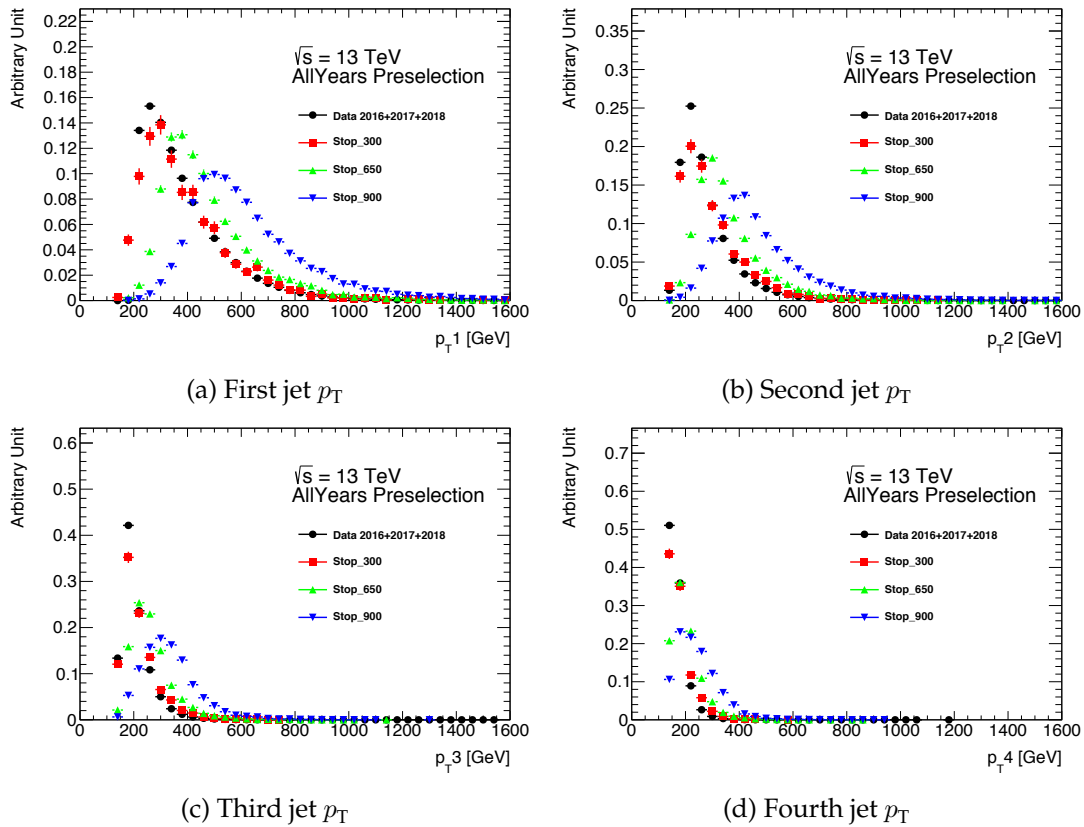 Arbitrary Unit
0.22
0.2
0.18
0.16
0.14
0.12
0.1
0.08
0.06
0.04
0.02
0
0 200 400 600 800 1000 1200 1400 1600
p_T1 [GeV]
√s = 13 TeV
AllYears Preselection
Data 2016+2017+2018
Stop_300
Stop_650
Stop_900
(a) First jet p_T
Arbitrary Unit
0.35
0.3
0.25
0.2
0.15
0.1
0.05
0
0 200 400 600 800 1000 1200 1400 1600
p_T2 [GeV]
√s = 13 TeV
AllYears Preselection
Data 2016+2017+2018
Stop_300
Stop_650
Stop_900
(b) Second jet p_T
Arbitrary Unit
0.6
0.5
0.4
0.3
0.2
0.1
0
0 200 400 600 800 1000 1200 1400 1600
p_T3 [GeV]
√s = 13 TeV
AllYears Preselection
Data 2016+2017+2018
Stop_300
Stop_650
Stop_900
(c) Third jet p_T
Arbitrary Unit
0.7
0.6
0.5
0.4
0.3
0.2
0.1
0
0 200 400 600 800 1000 1200 1400 1600
p_T4 [GeV]
√s = 13 TeV
AllYears Preselection
Data 2016+2017+2018
Stop_300
Stop_650
Stop_900
(d) Fourth jet p_T